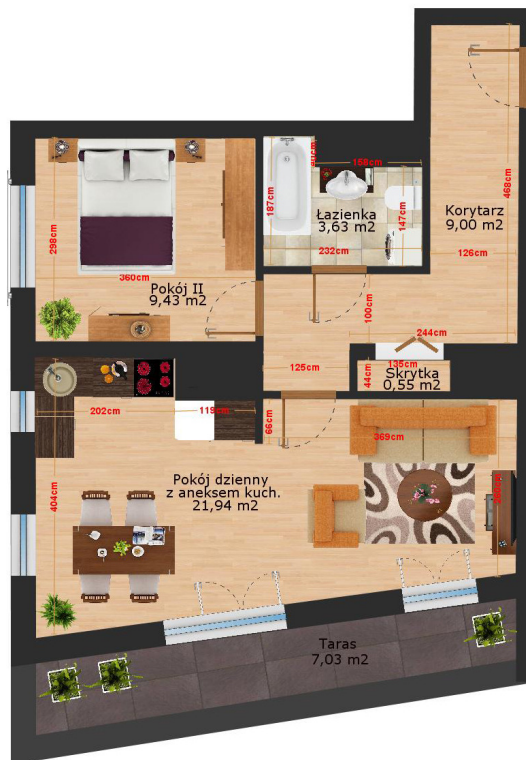 468cm
158cm
187cm
Łazienka
3,63 m2
147cm
Korytarz
9,00 m2
232cm
126cm
298cm
360cm
Pokój II
9,43 m2
100cm
244cm
125cm
135cm
44cm
Skrytka
0,55 m2
202cm
119cm
66cm
369cm
404cm
Pokój dzienny
z aneksem kuch.
21,94 m2
Taras
7,03 m2